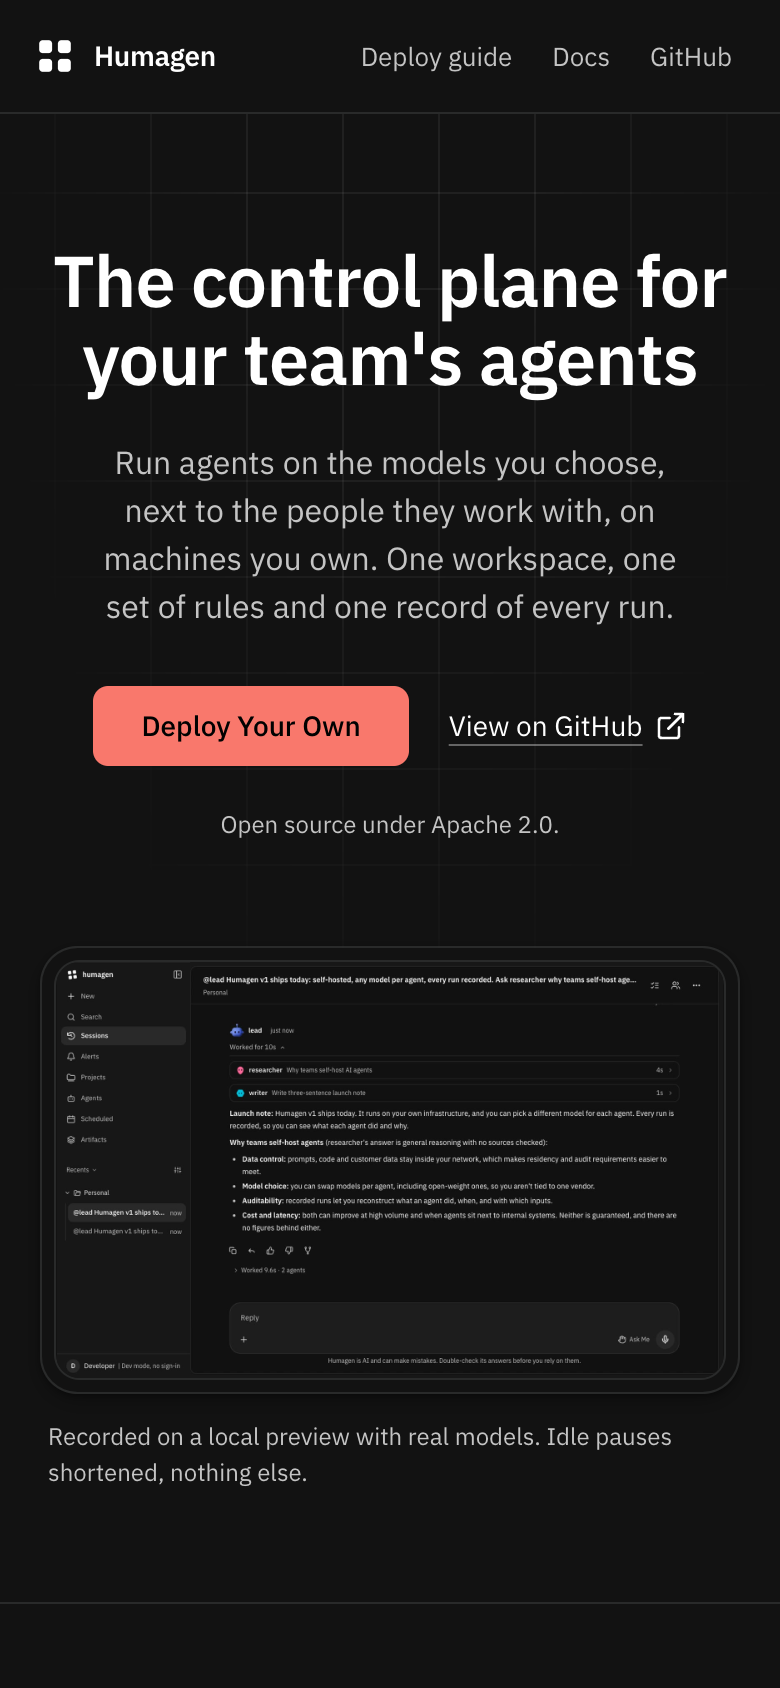 Humagen
Deploy guide
Docs
GitHub
The control plane for
your team's agents
Run agents on the models you choose,
next to the people they work with, on
machines you own. One workspace, one
set of rules and one record of every run.
Deploy Your Own
View on GitHub
Open source under Apache 2.0.
humagen
New
Search
Sessions
Alerts
Projects
Agents
Scheduled
Artifacts
Recents
Personal
@lead Humagen v1 ships to... now
@lead Humagen v1 ships to... now
D Developer | Dev mode, no sign-in
@lead Humagen v1 ships today: self-hosted, any model per agent, every run recorded. Ask researcher why teams self-host age...
Personal
lead just now
Worked for 10s
researcher Why teams self-host AI agents 4s
writer Write three-sentence launch note 1s
Launch note: Humagen v1 ships today. It runs on your own infrastructure, and you can pick a different model for each agent. Every run is
recorded, so you can see what each agent did and why.
Why teams self-host agents (researcher's answer is general reasoning with no sources checked):
• Data control: prompts, code and customer data stay inside your network, which makes residency and audit requirements easier to
meet.
• Model choice: you can swap models per agent, including open-weight ones, so you aren't tied to one vendor.
• Auditability: recorded runs let you reconstruct what an agent did, when, and with which inputs.
• Cost and latency: both can improve at high volume and when agents sit next to internal systems. Neither is guaranteed, and there are
no figures behind either.
Worked 9.6s · 2 agents
Reply
Ask Me
Humagen is AI and can make mistakes. Double-check its answers before you rely on them.
Recorded on a local preview with real models. Idle pauses
shortened, nothing else.